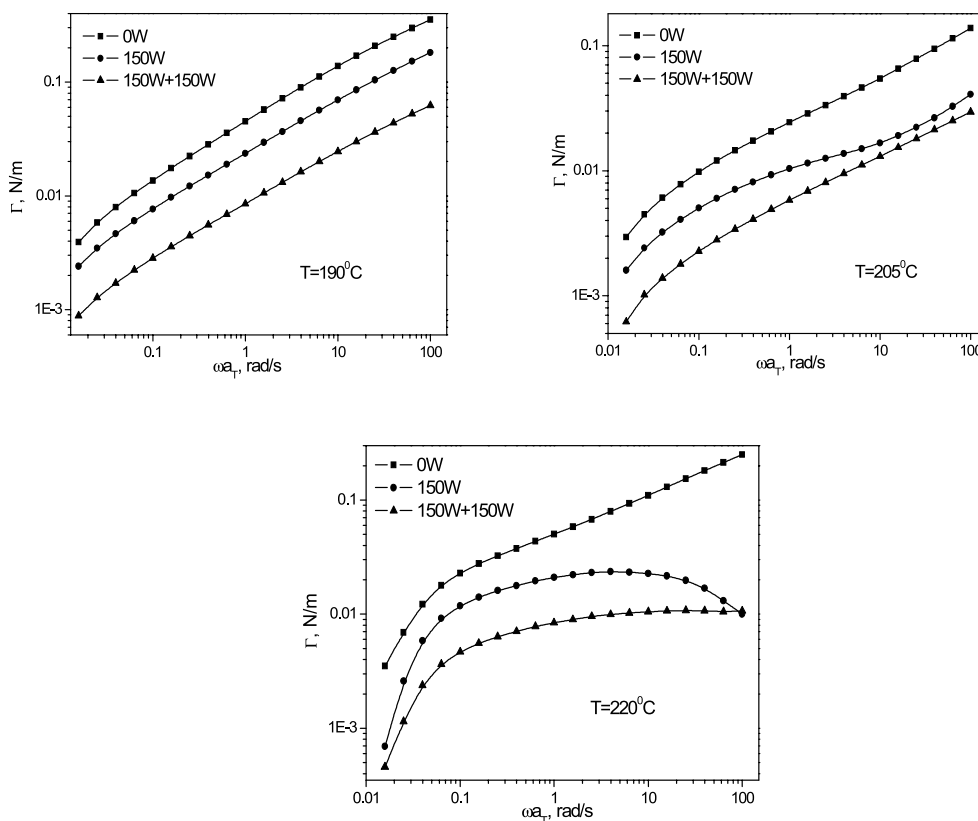 0W
150W
150W+150W
0.1
0.01
1E-3
Γ, N/m
T=190⁰C
0.1 1 10 100
ωa_T, rad/s
0W
150W
150W+150W
0.1
0.01
1E-3
Γ, N/m
T=205⁰C
0.01 0.1 1 10 100
ωa_T, rad/s
0W
150W
150W+150W
0.1
0.01
1E-3
Γ, N/m
T=220⁰C
0.01 0.1 1 10 100
ωa_T, rad/s